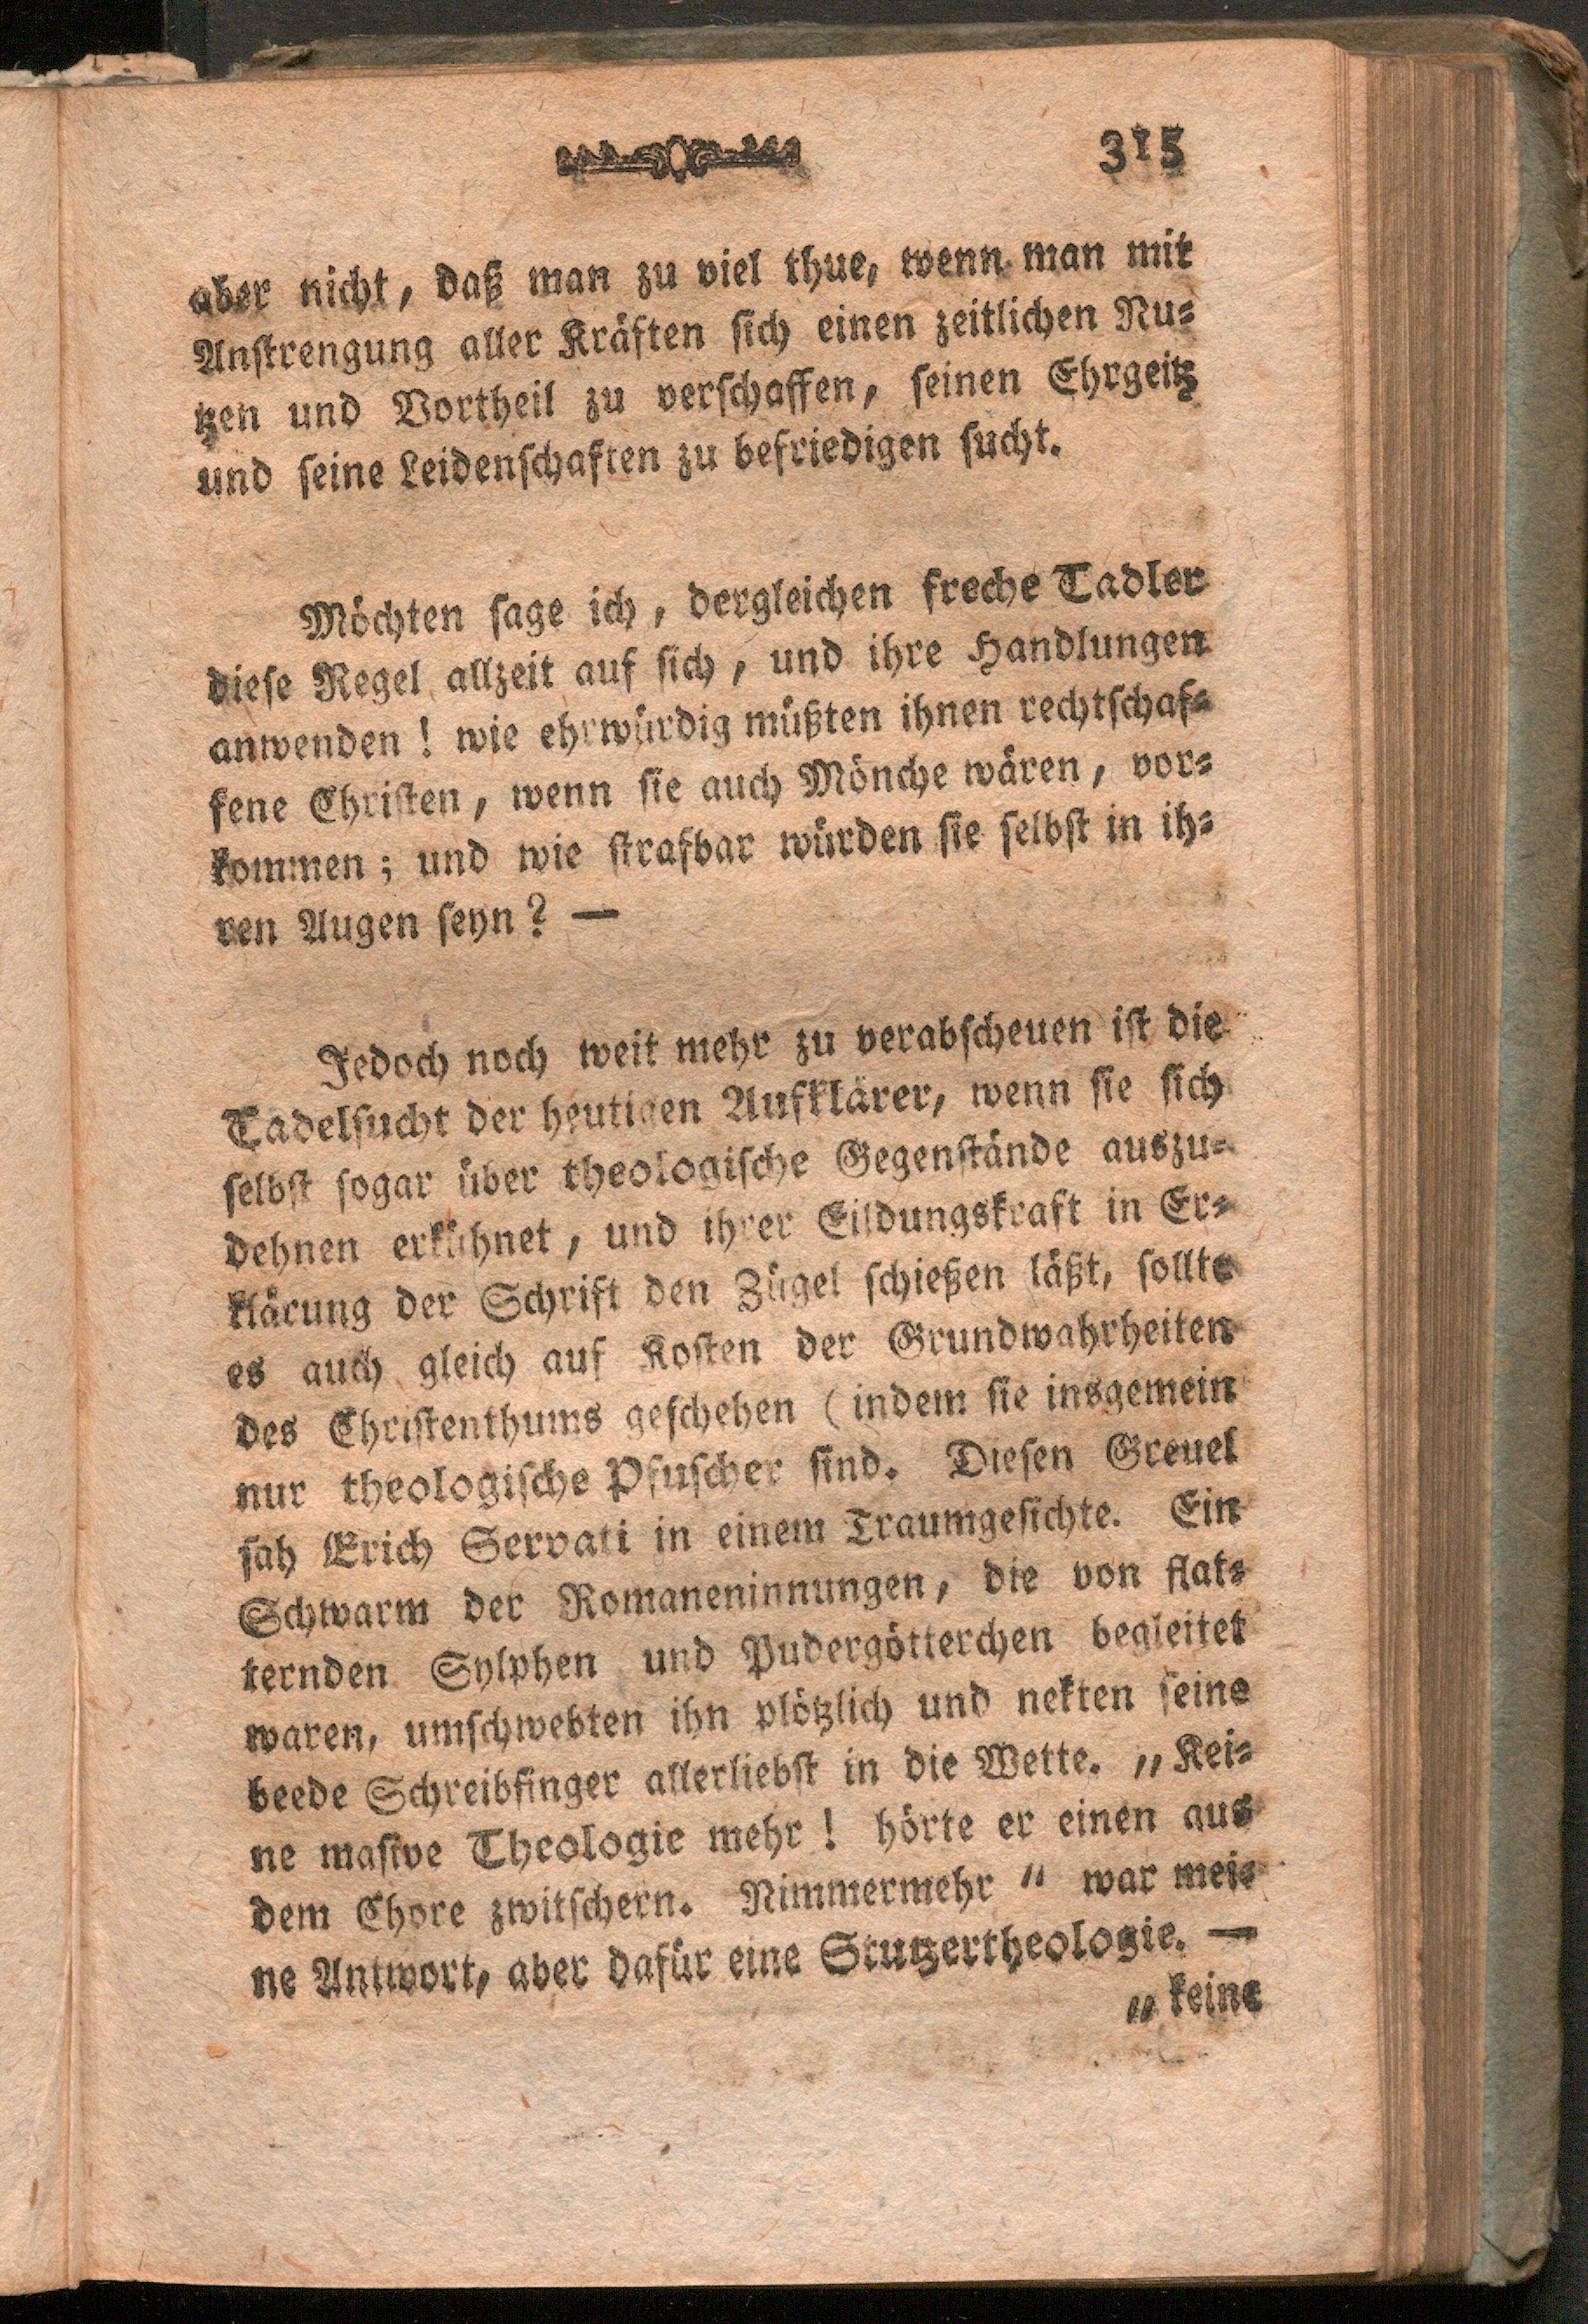 315
aber nicht, daß man zu viel thue, wenn man mit
Anstrengung aller Kräften sich einen zeitlichen Nu-
tzen und Vortheil zu verschaffen, seinen Ehrgeitz
und seine Leidenschaften zu befriedigen sucht.
Möchten sage ich, dergleichen freche Tadler
diese Regel allzeit auf sich, und ihre Handlungen
anwenden! wie ehrwürdig müßten ihnen rechtschaf-
fene Christen, wenn sie auch Mönche wären, vor-
kommen; und wie strafbar würden sie selbst in ih-
ren Augen seyn? —
Jedoch noch weit mehr zu verabscheuen ist die
Tadelsucht der heutigen Aufklärer, wenn sie sich
selbst sogar über theologische Gegenstände auszu-
dehnen erkühnet, und ihrer Eildungskraft in Er-
klärung der Schrift den Zügel schießen läßt, sollte
es auch gleich auf Kosten der Grundwahrheiten
des Christenthums geschehen (indem sie insgemein
nur theologische Pfuscher sind. Diesen Greuel
sah Erich Servati in einem Traumgesichte. Ein
Schwarm der Romaneninnungen, die von flat-
ternden Sylphen und Pudergötterchen begleitet
waren, umschwebten ihn plötzlich und nekten seine
beede Schreibfinger allerliebst in die Wette. „Kei-
ne masive Theologie mehr! hörte er einen aus
dem Chore zwitschern. Nimmermehr “ war mei-
ne Antwort, aber dafür eine Stutzertheologie. —
„keine